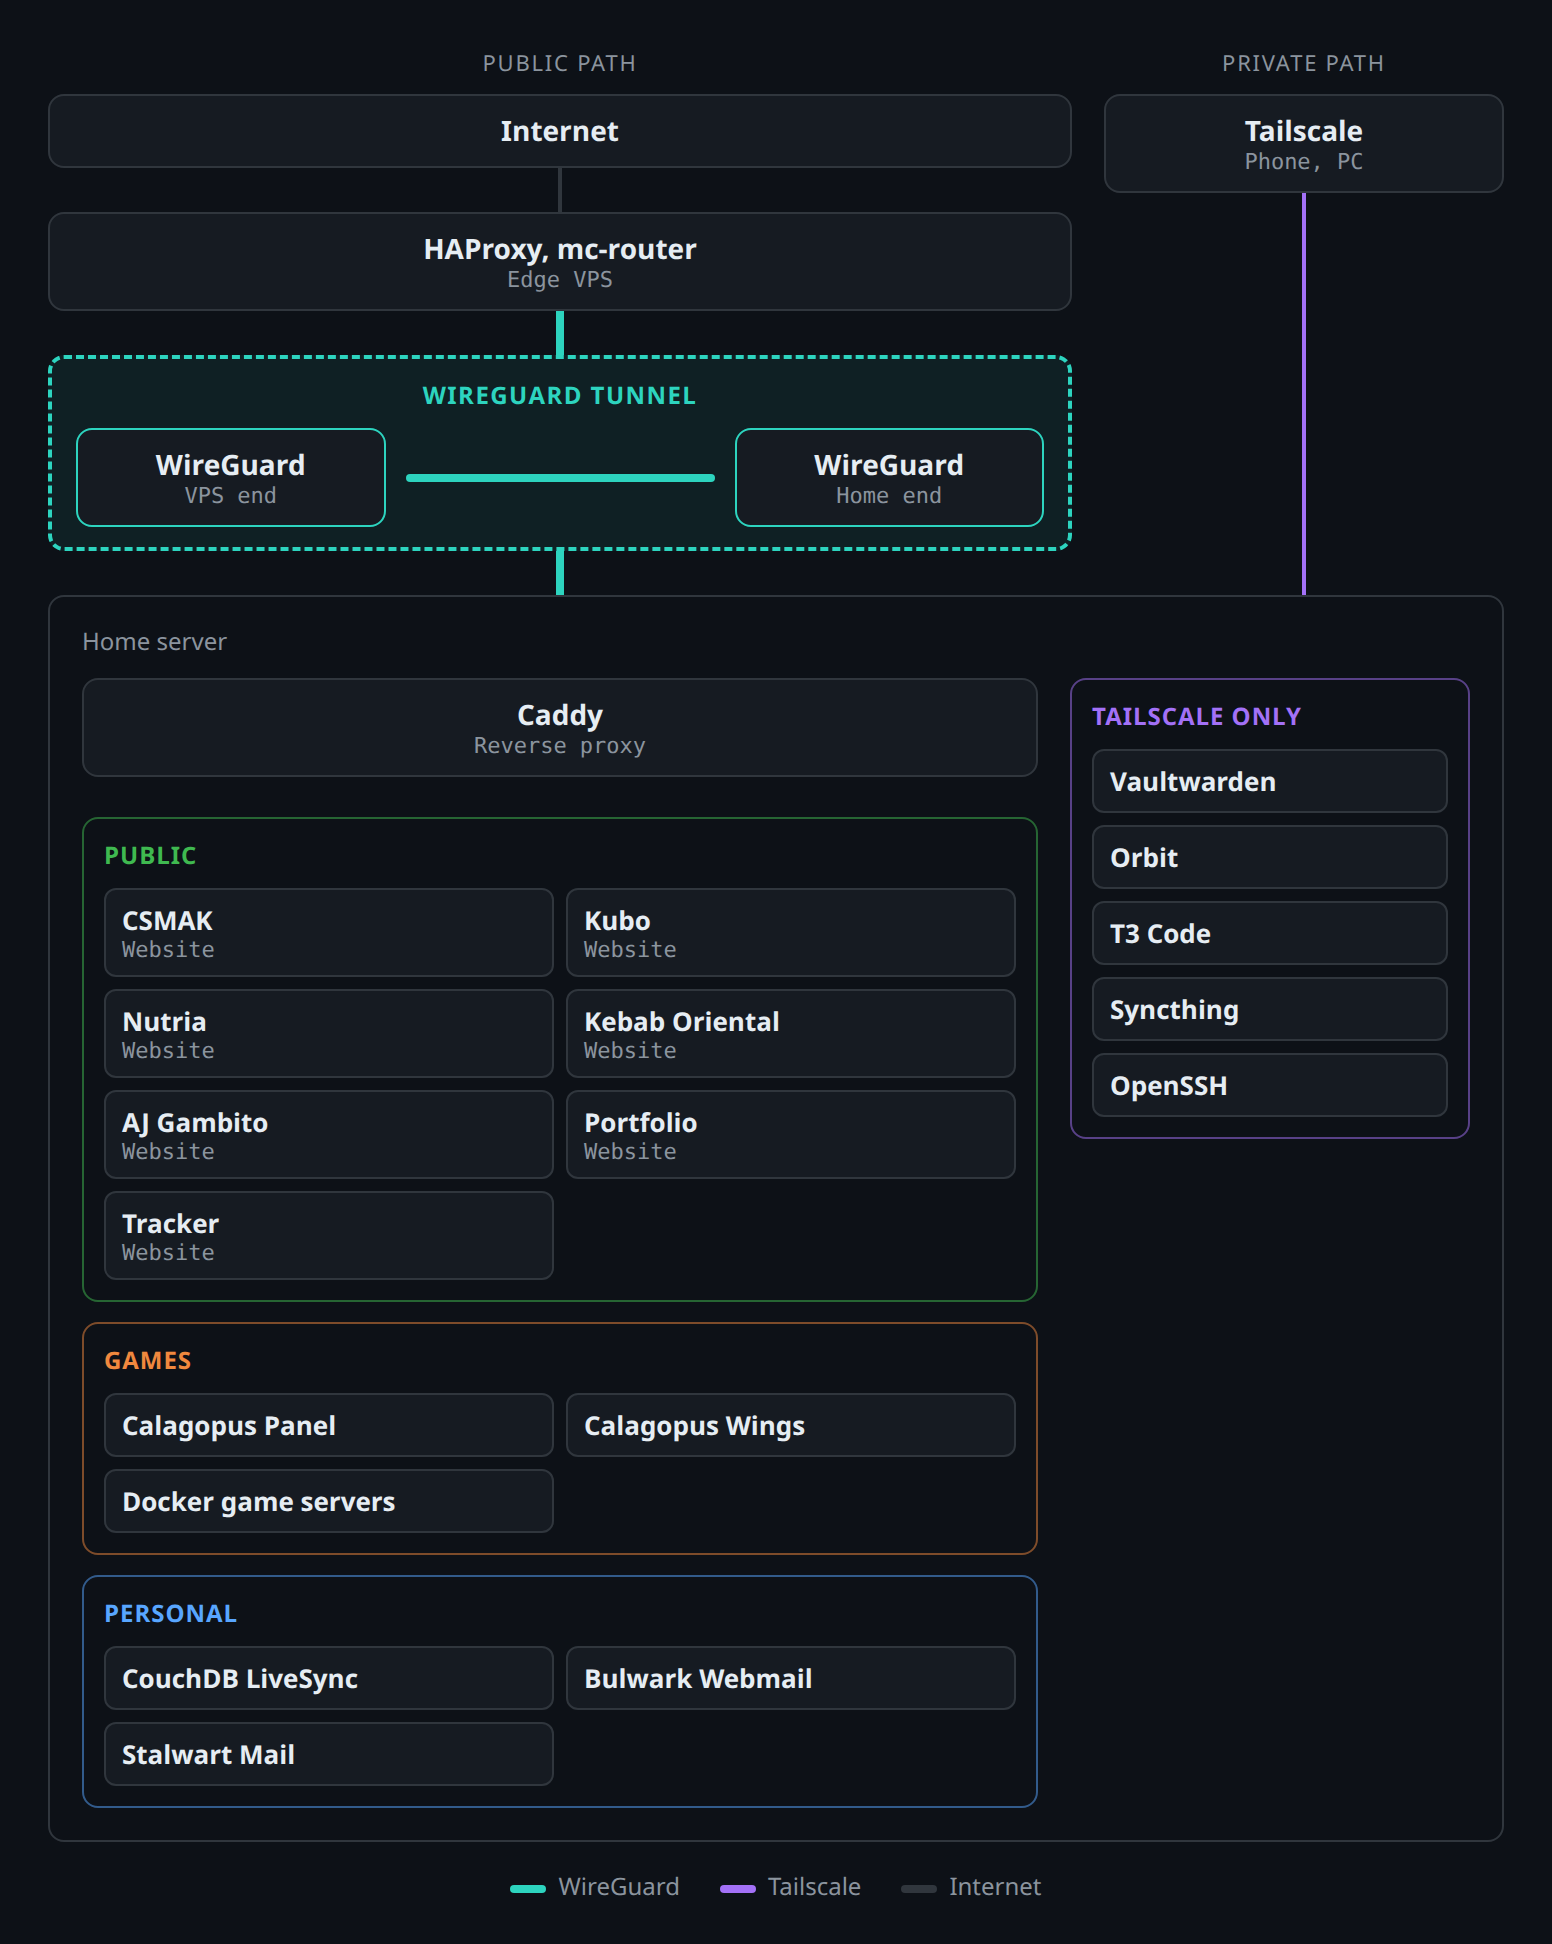 PUBLIC PATH
PRIVATE PATH
Internet
Tailscale
Phone, PC
HAProxy, mc-router
Edge VPS
WIREGUARD TUNNEL
WireGuard
VPS end
WireGuard
Home end
Home server
Caddy
Reverse proxy
TAILSCALE ONLY
Vaultwarden
Orbit
T3 Code
Syncthing
OpenSSH
PUBLIC
CSMAK
Website
Kubo
Website
Nutria
Website
Kebab Oriental
Website
AJ Gambito
Website
Portfolio
Website
Tracker
Website
GAMES
Calagopus Panel
Calagopus Wings
Docker game servers
PERSONAL
CouchDB LiveSync
Bulwark Webmail
Stalwart Mail
WireGuard
Tailscale
Internet